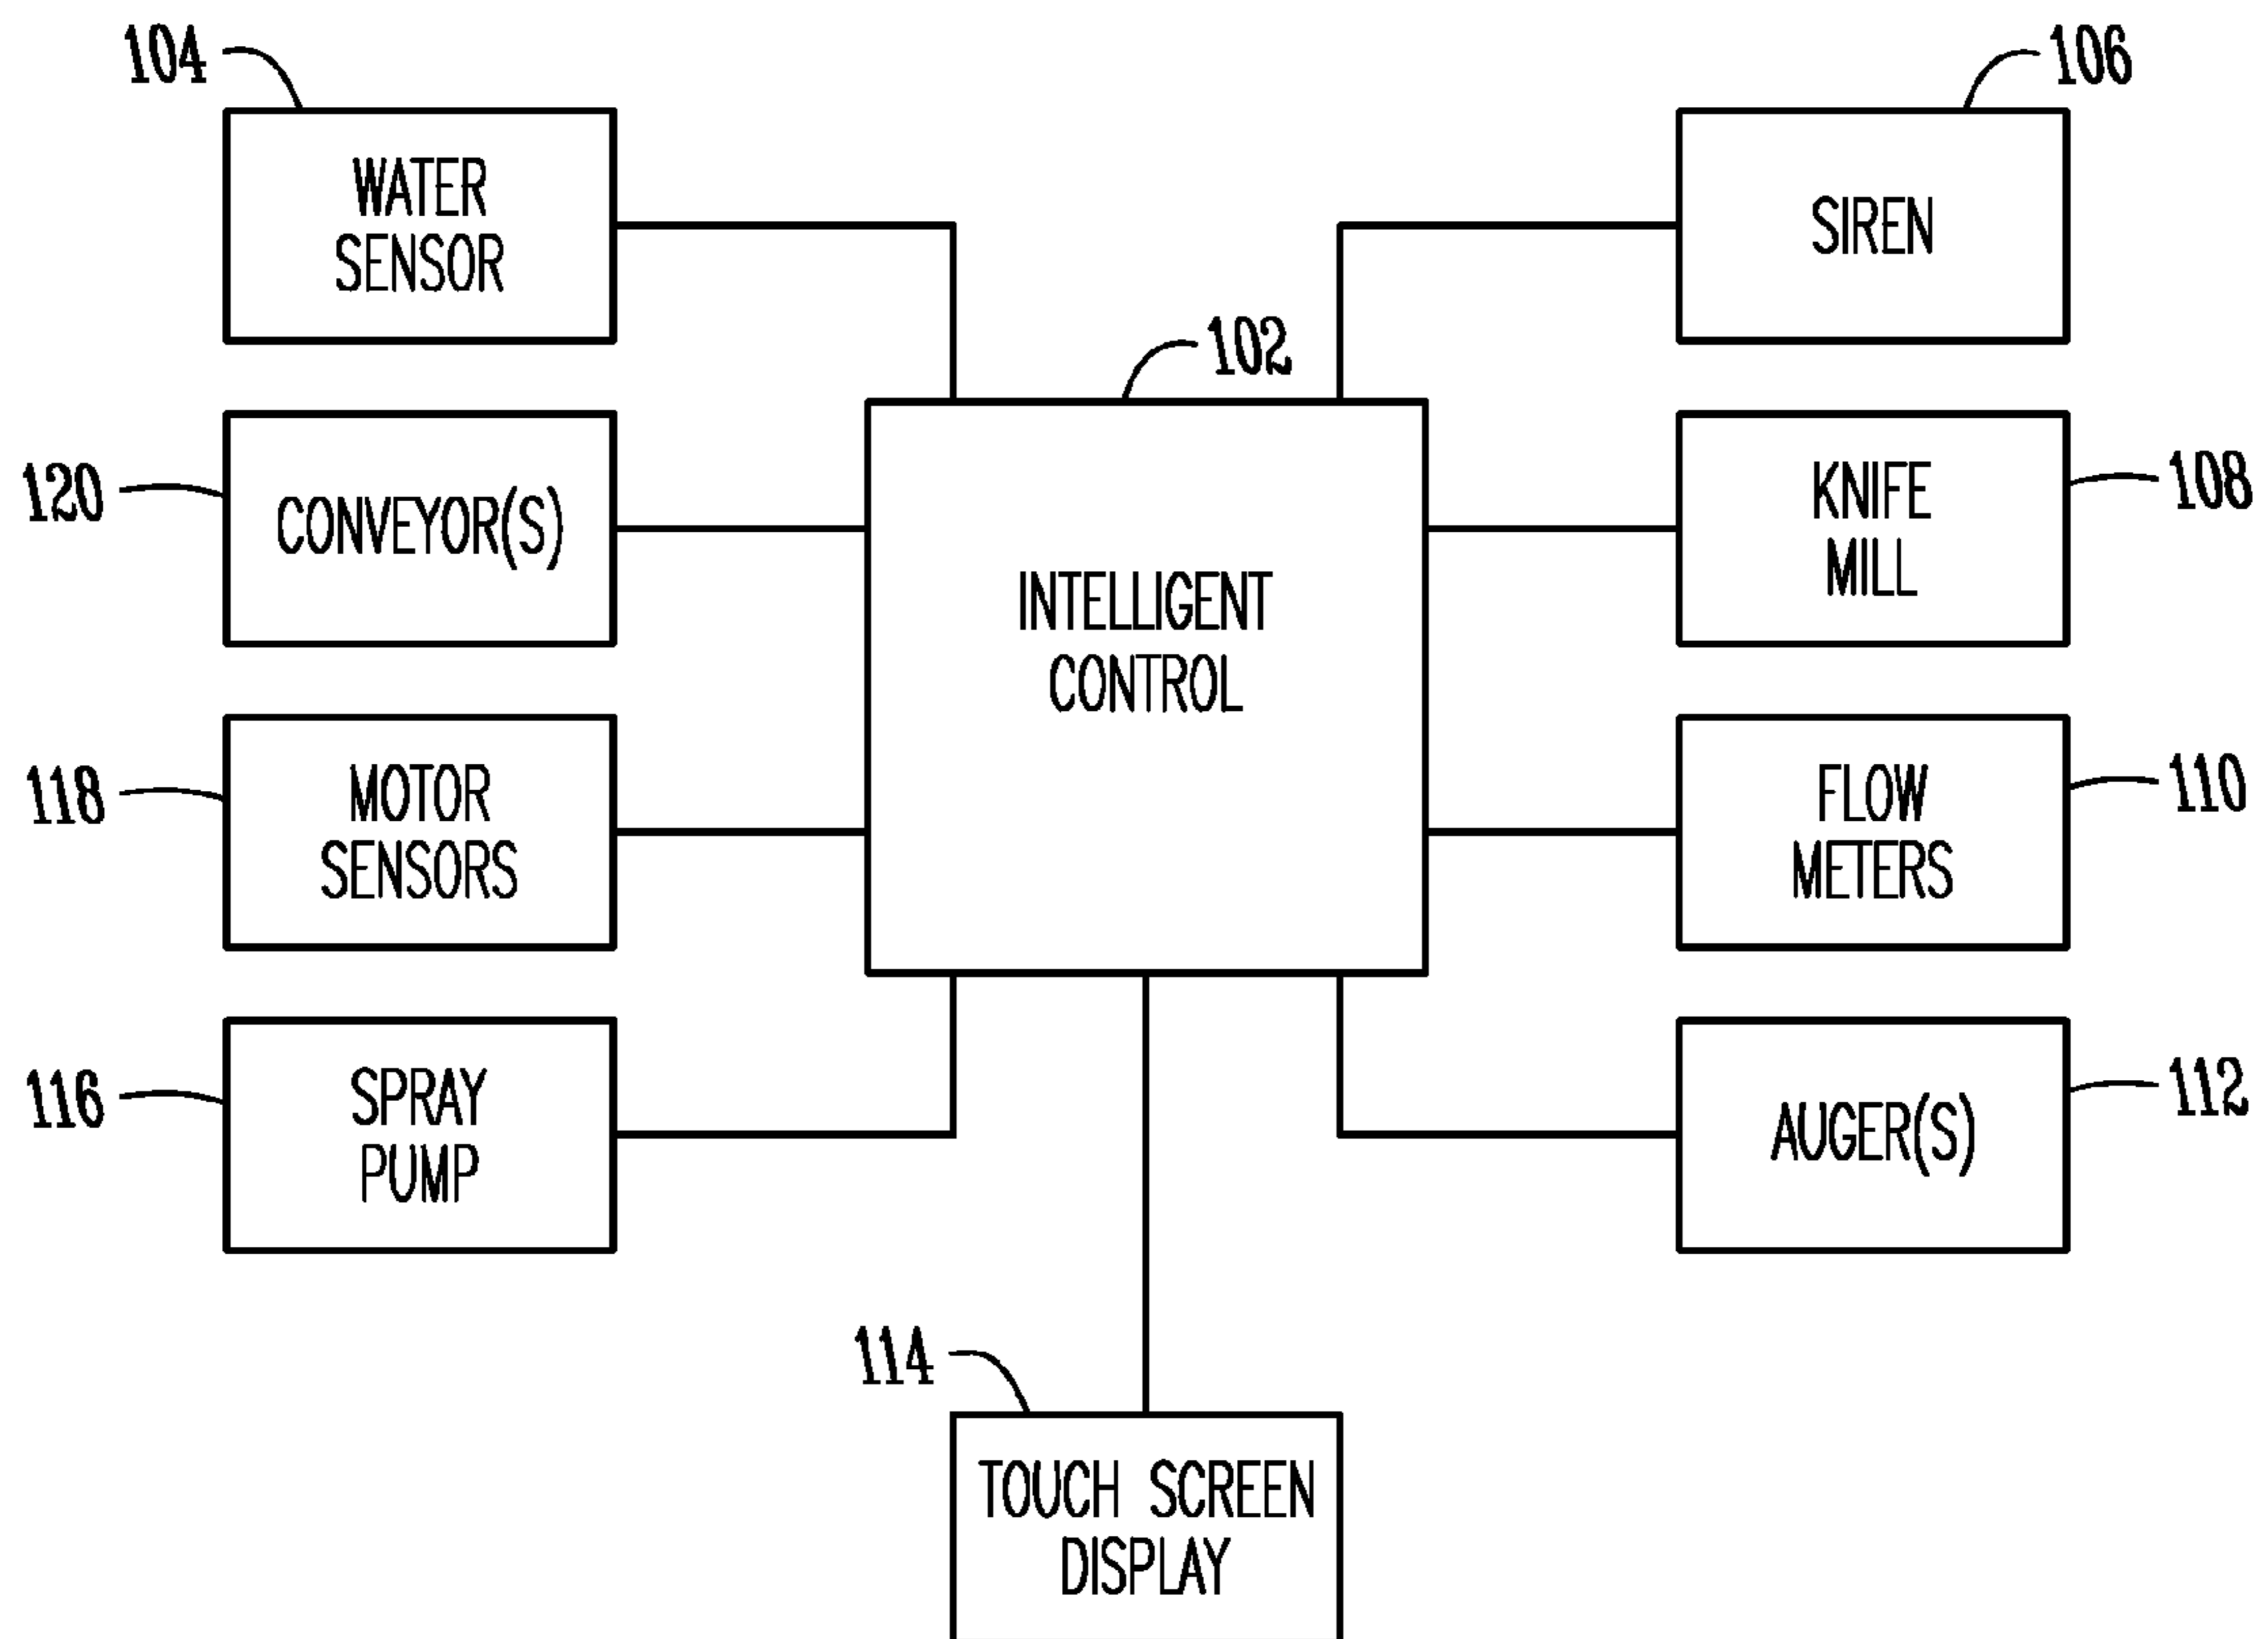 104
WATER
SENSOR
106
SIREN
102
INTELLIGENT
CONTROL
120
CONVEYOR(S)
108
KNIFE
MILL
118
MOTOR
SENSORS
110
FLOW
METERS
116
SPRAY
PUMP
112
AUGER(S)
114
TOUCH SCREEN
DISPLAY